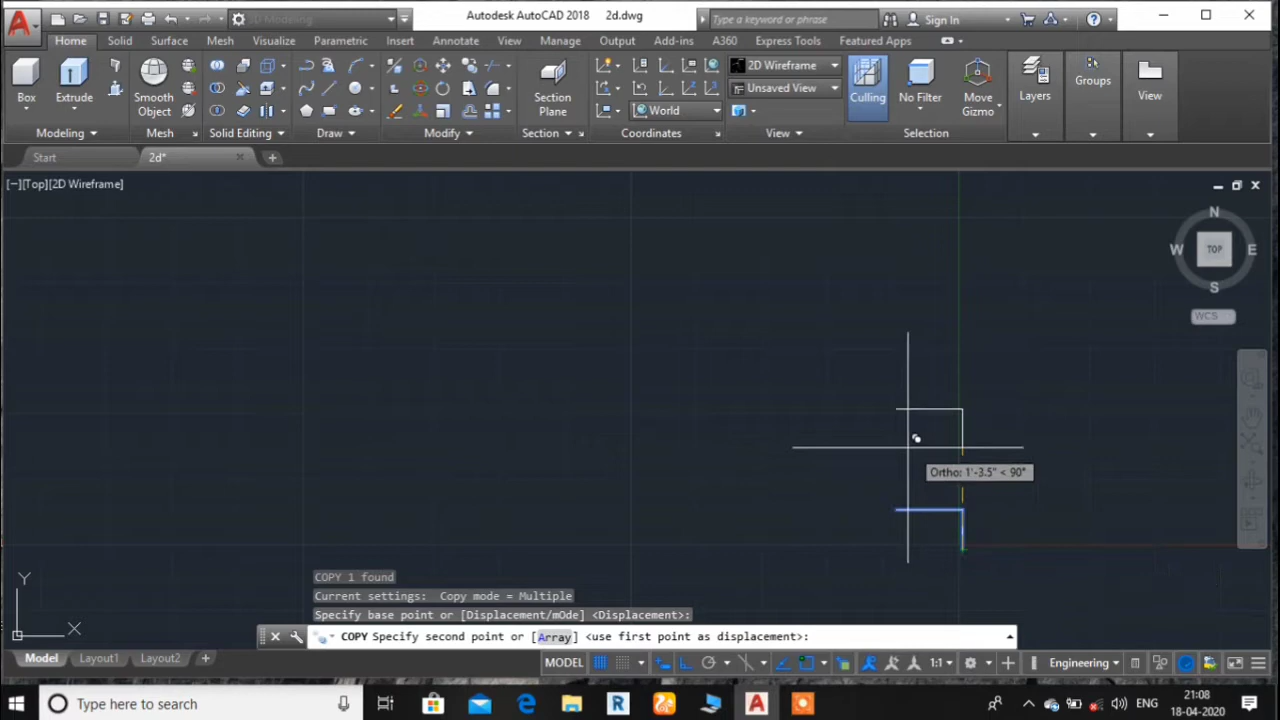 2D Modeling
Autodesk AutoCAD 2018 2d.dwg
Type a keyword or phrase
Sign In
Home Solid Surface Mesh Visualize Parametric Insert Annotate View Manage Output Add-ins A360 Express Tools Featured Apps
Box
Extrude
Smooth
Object
Section
Plane
World
2D Wireframe
Unsaved View
Culling
No Filter
Move
Gizmo
Layers
Groups
View
Modeling Mesh Solid Editing Draw Modify Section Coordinates View Selection
Start 2d*
[−][Top][2D Wireframe]
N
W TOP E
S
WCS
Ortho: 1'-3.5" < 90°
Y
X
COPY 1 found
Current settings: Copy mode = Multiple
Specify base point or [Displacement/mOde] <Displacement>:
COPY Specify second point or [Array] <use first point as displacement>:
Model Layout1 Layout2 +
MODEL 1:1 Engineering
Type here to search
ENG
21:08
18-04-2020